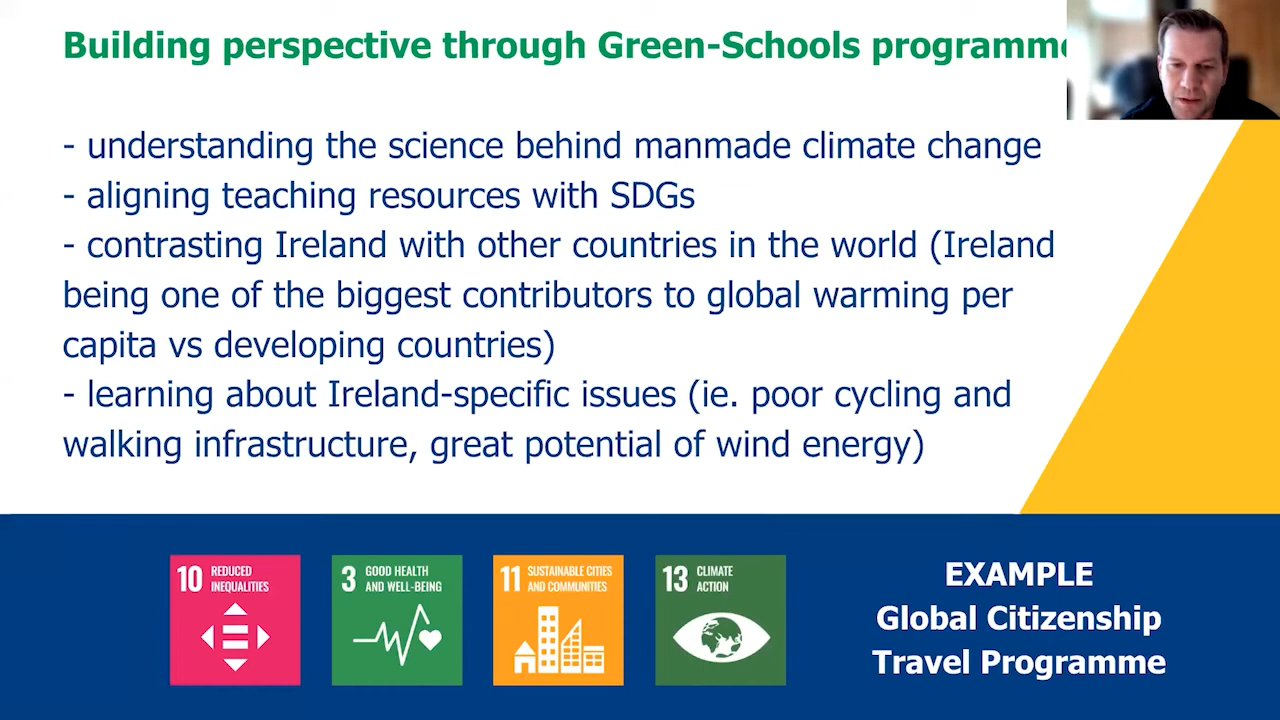 Building perspective through Green-Schools programme
- understanding the science behind manmade climate change
- aligning teaching resources with SDGs
- contrasting Ireland with other countries in the world (Ireland
being one of the biggest contributors to global warming per
capita vs developing countries)
- learning about Ireland-specific issues (ie. poor cycling and
walking infrastructure, great potential of wind energy)
10 REDUCED
INEQUALITIES
3 GOOD HEALTH
AND WELL-BEING
11 SUSTAINABLE CITIES
AND COMMUNITIES
13 CLIMATE
ACTION
EXAMPLE
Global Citizenship
Travel Programme